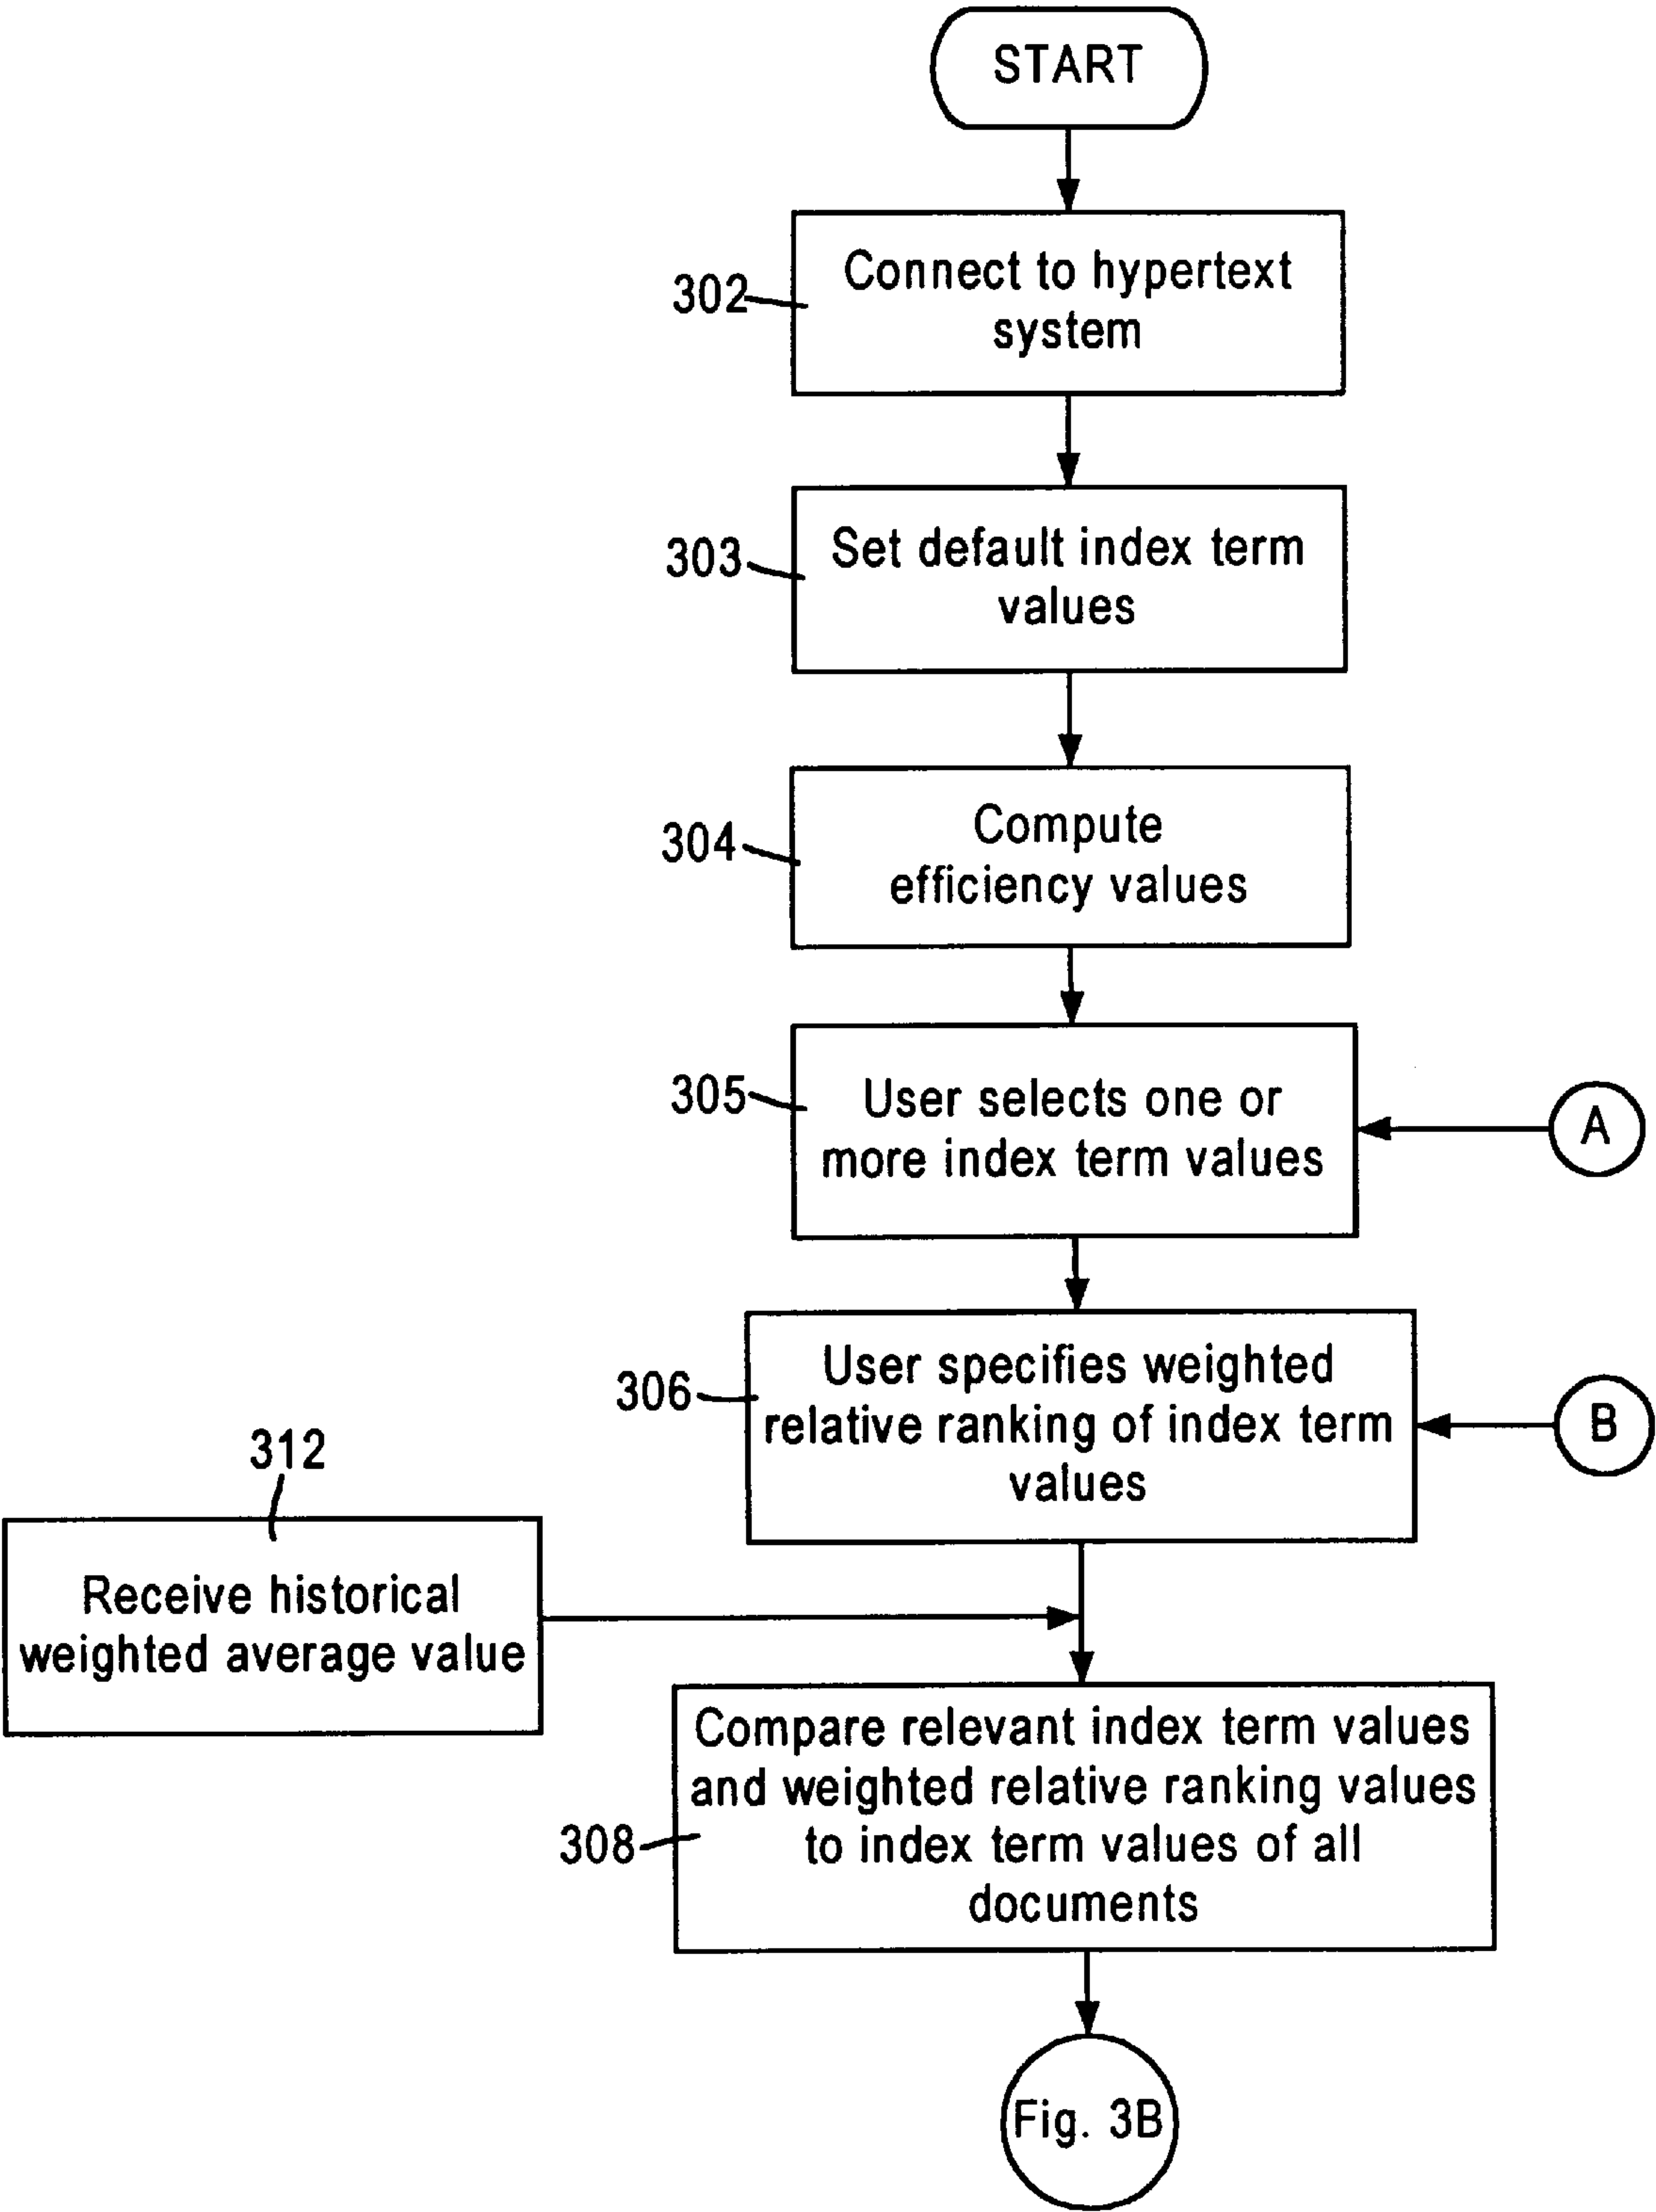 START
302
Connect to hypertext
system
303
Set default index term
values
304
Compute
efficiency values
305
User selects one or
more index term values
A
306
User specifies weighted
relative ranking of index term
values
B
312
Receive historical
weighted average value
308
Compare relevant index term values
and weighted relative ranking values
to index term values of all
documents
Fig. 3B